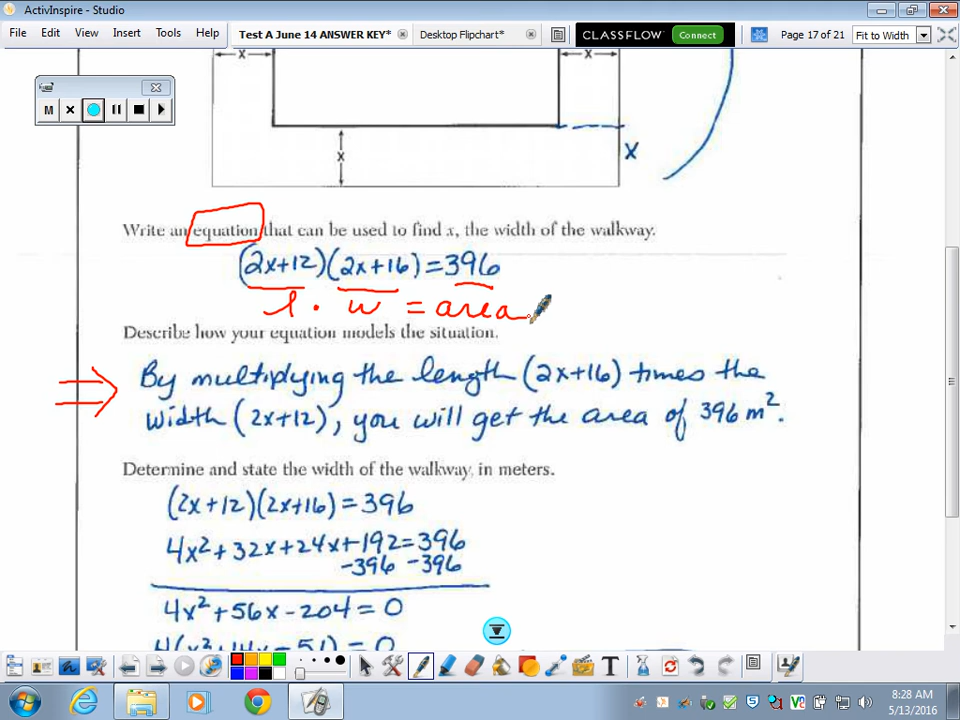 ActivInspire - Studio
File Edit View Insert Tools Help Test A June 14 ANSWER KEY* Desktop Flipchart* CLASSFLOW Connect Page 17 of 21 Fit to Width
x x
M
x x
Write an equation that can be used to find x, the width of the walkway.
(2x+12)(2x+16)=396
l · w = area
Describe how your equation models the situation.
By multiplying the length (2x+16) times the
width (2x+12), you will get the area of 396 m².
Determine and state the width of the walkway, in meters.
(2x+12)(2x+16)=396
4x²+32x+24x+192=396
-396 -396
4x²+56x-204=0
4(x²+14x-51)=0
T
8:28 AM
5/13/2016